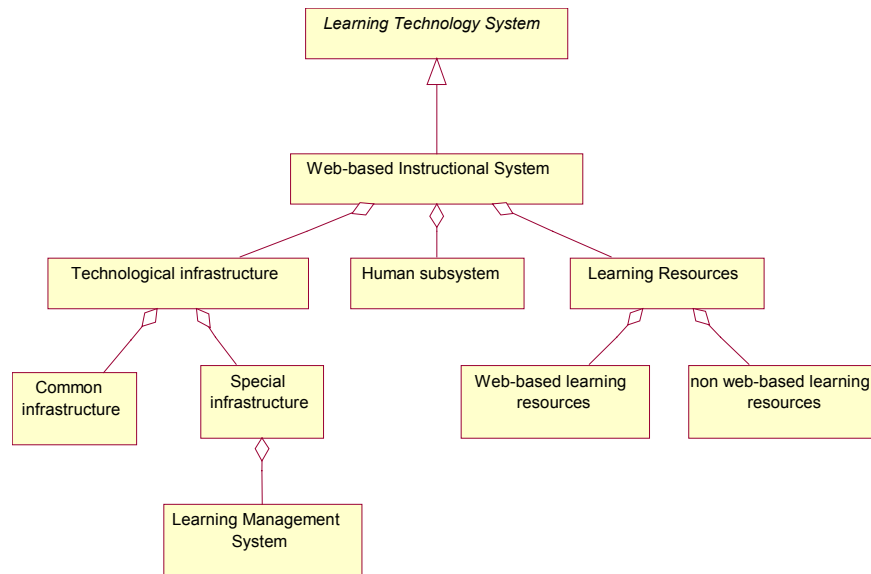 Learning Technology System
Web-based Instructional System
Technological infrastructure
Human subsystem
Learning Resources
Common
infrastructure
Special
infrastructure
Web-based learning
resources
non web-based learning
resources
Learning Management
System